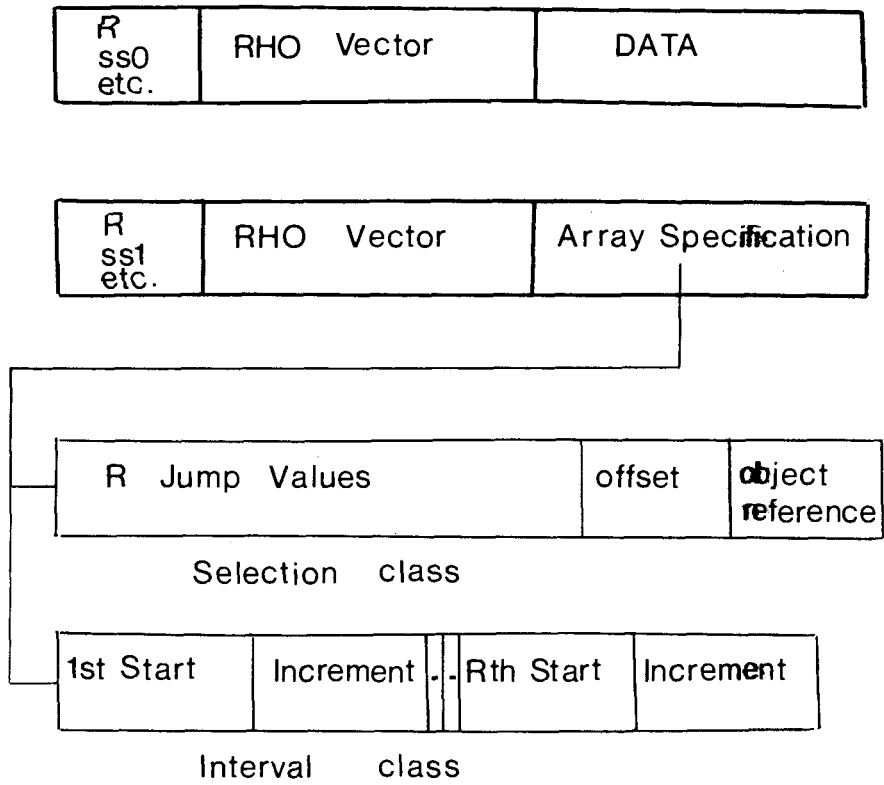 R
ss0
etc.
RHO Vector
DATA
R
ss1
etc.
RHO Vector
Array Specification
R Jump Values
offset
object
reference
Selection class
1st Start
Increment
. .
Rth Start
Increment
Interval class